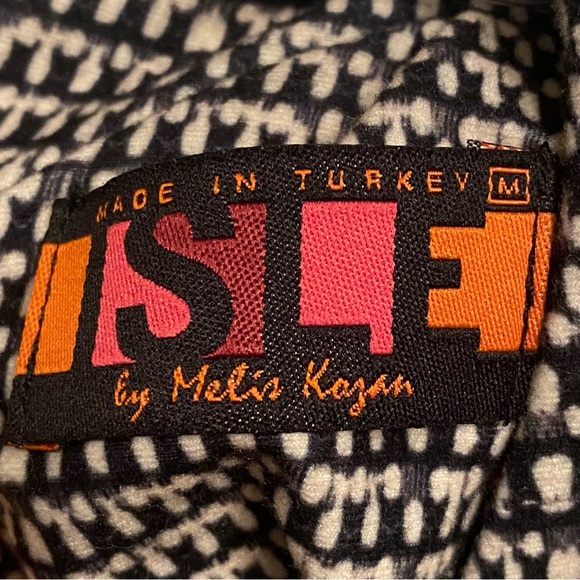 MADE IN TURKEY M
ISLE
by Melis Kozan